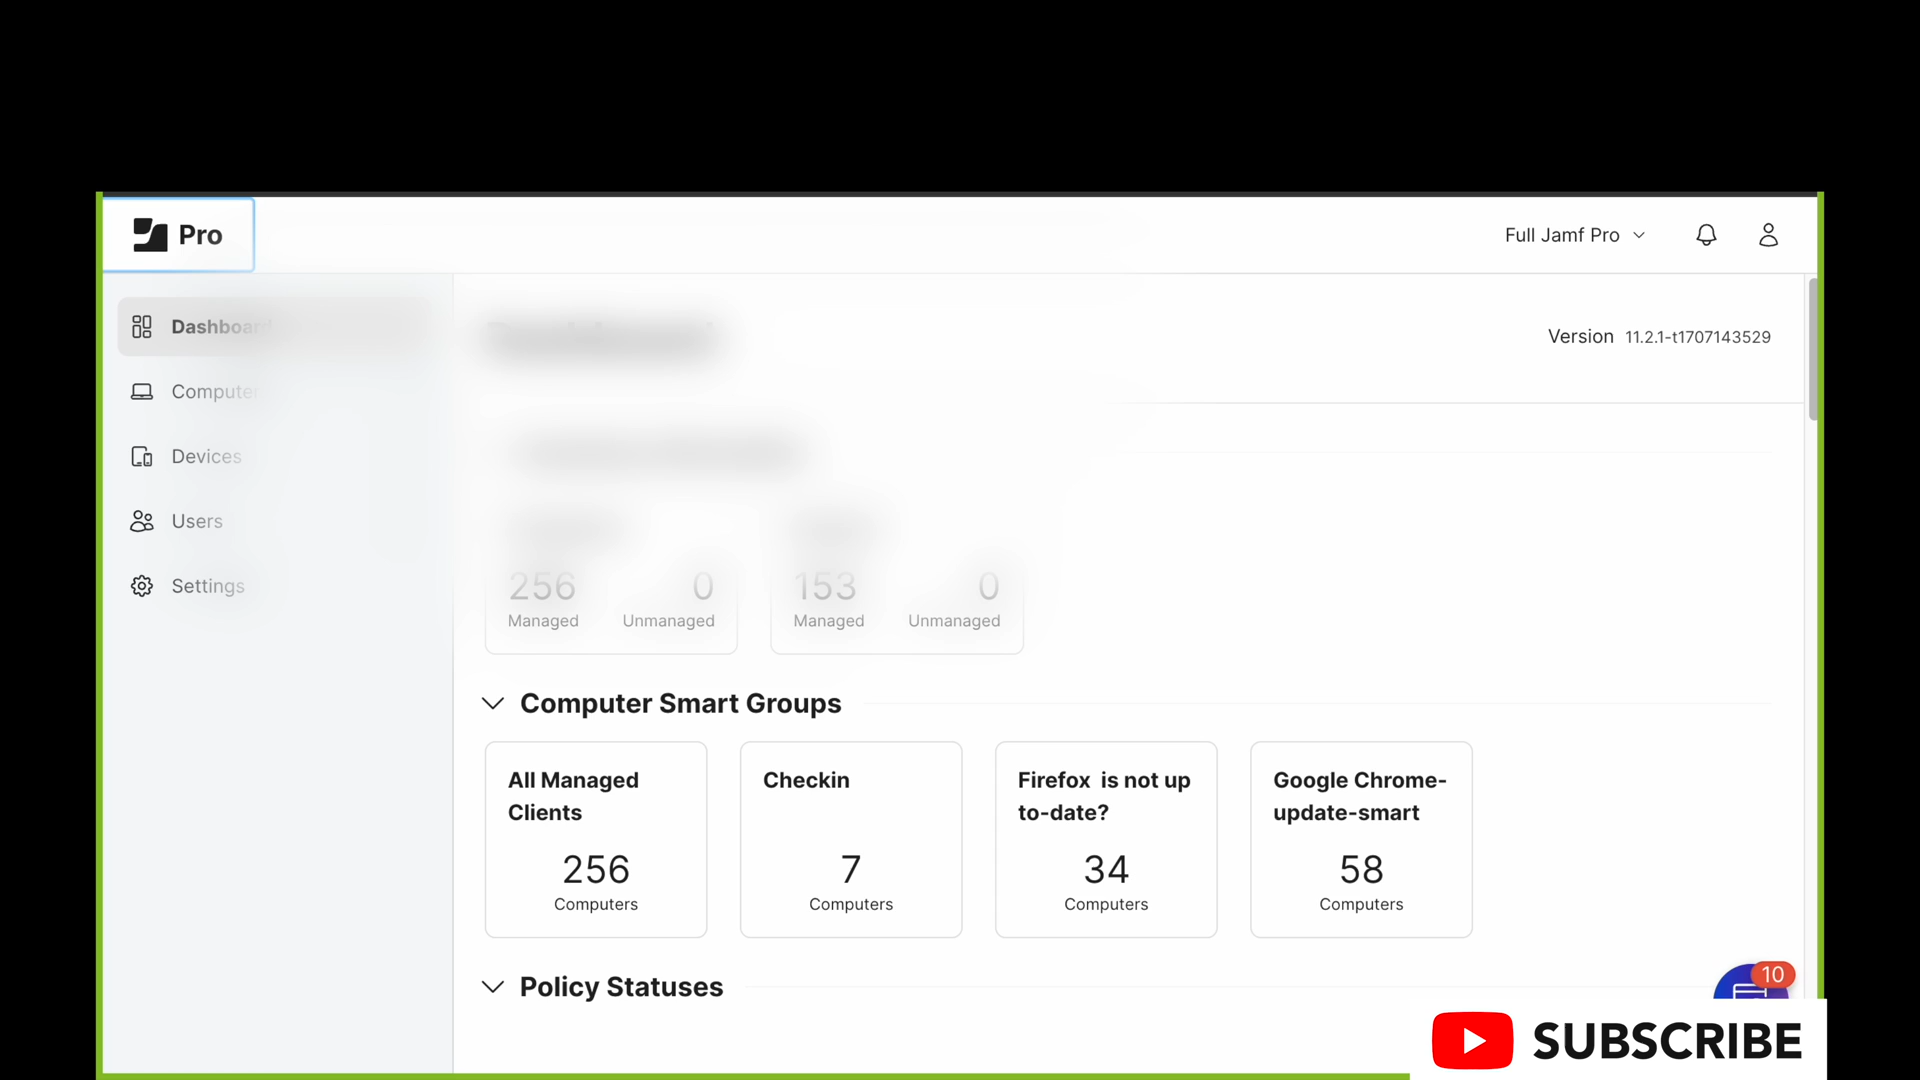 Pro
Full Jamf Pro
Dashboard
Version 11.2.1-t1707143529
Computers
Devices
Users
Settings
256 0 153 0
Managed Unmanaged Managed Unmanaged
Computer Smart Groups
All Managed Clients
256
Computers
Checkin
7
Computers
Firefox is not up to-date?
34
Computers
Google Chrome-update-smart
58
Computers
Policy Statuses
10
SUBSCRIBE